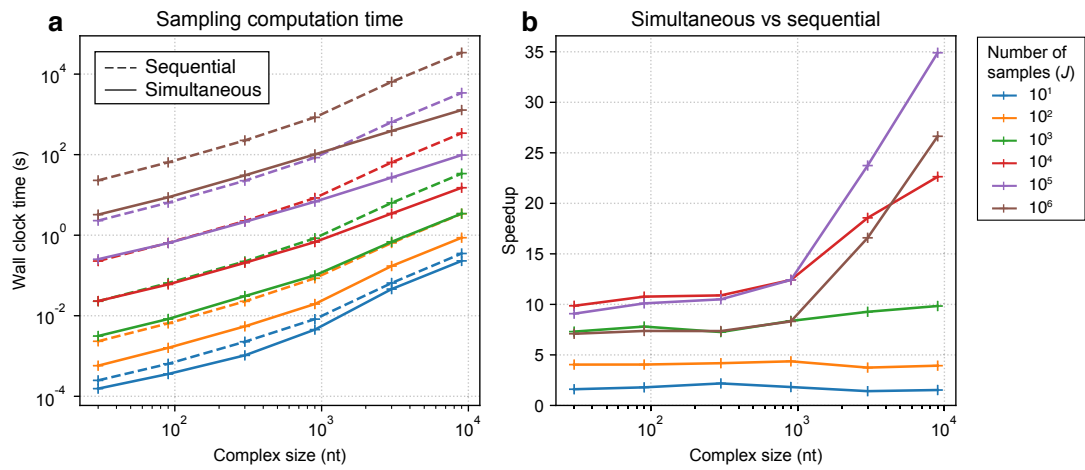 a
Sampling computation time
Sequential
Simultaneous
10⁴
10²
10⁰
10⁻²
10⁻⁴
Wall clock time (s)
10²
10³
10⁴
Complex size (nt)
b
Simultaneous vs sequential
35
30
25
20
15
10
5
0
Speedup
10²
10³
10⁴
Complex size (nt)
Number of
samples (J)
10¹
10²
10³
10⁴
10⁵
10⁶